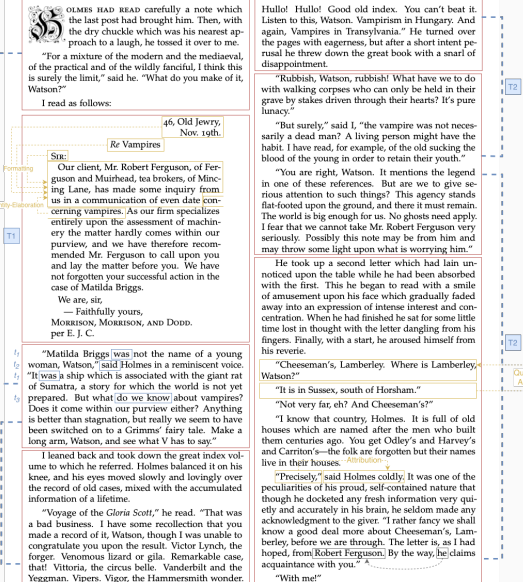 HOLMES HAD READ carefully a note which
the last post had brought him. Then, with
the dry chuckle which was his nearest ap-
proach to a laugh, he tossed it over to me.
“For a mixture of the modern and the mediaeval,
of the practical and of the wildly fanciful, I think this
is surely the limit,” said he. “What do you make of it,
Watson?”
I read as follows:
46, Old Jewry,
Nov. 19th.
Re Vampires
SIR:
Our client, Mr. Robert Ferguson, of Fer-
guson and Muirhead, tea brokers, of Minc-
ing Lane, has made some inquiry from
us in a communication of even date con-
cerning vampires. As our firm specializes
entirely upon the assessment of machin-
ery the matter hardly comes within our
purview, and we have therefore recom-
mended Mr. Ferguson to call upon you
and lay the matter before you. We have
not forgotten your successful action in the
case of Matilda Briggs.
We are, sir,
— Faithfully yours,
MORRISON, MORRISON, AND DODD.
per E. J. C.
Formatting
T1
“Matilda Briggs was not the name of a young
woman, Watson,” said Holmes in a reminiscent voice.
“It was a ship which is associated with the giant rat
of Sumatra, a story for which the world is not yet
prepared. But what do we know about vampires?
Does it come within our purview either? Anything
is better than stagnation, but really we seem to have
been switched on to a Grimms’ fairy tale. Make a
long arm, Watson, and see what V has to say.”
t1
t2
t3
I leaned back and took down the great index vol-
ume to which he referred. Holmes balanced it on his
knee, and his eyes moved slowly and lovingly over
the record of old cases, mixed with the accumulated
information of a lifetime.
“Voyage of the Gloria Scott,” he read. “That was
a bad business. I have some recollection that you
made a record of it, Watson, though I was unable to
congratulate you upon the result. Victor Lynch, the
forger. Venomous lizard or gila. Remarkable case,
that! Vittoria, the circus belle. Vanderbilt and the
Yeggman. Vipers. Vigor, the Hammersmith wonder.
Hullo! Hullo! Good old index. You can’t beat it.
Listen to this, Watson. Vampirism in Hungary. And
again, Vampires in Transylvania.” He turned over
the pages with eagerness, but after a short intent pe-
rusal he threw down the great book with a snarl of
disappointment.
“Rubbish, Watson, rubbish! What have we to do
with walking corpses who can only be held in their
grave by stakes driven through their hearts? It’s pure
lunacy.”
“But surely,” said I, “the vampire was not neces-
sarily a dead man? A living person might have the
habit. I have read, for example, of the old sucking the
blood of the young in order to retain their youth.”
“You are right, Watson. It mentions the legend
in one of these references. But are we to give se-
rious attention to such things? This agency stands
flat-footed upon the ground, and there it must remain.
The world is big enough for us. No ghosts need apply.
I fear that we cannot take Mr. Robert Ferguson very
seriously. Possibly this note may be from him and
may throw some light upon what is worrying him.”
T2
He took up a second letter which had lain un-
noticed upon the table while he had been absorbed
with the first. This he began to read with a smile
of amusement upon his face which gradually faded
away into an expression of intense interest and con-
centration. When he had finished he sat for some little
time lost in thought with the letter dangling from his
fingers. Finally, with a start, he aroused himself from
his reverie.
T2
“Cheeseman’s, Lamberley. Where is Lamberley,
Watson?”
“It is in Sussex, south of Horsham.”
“Not very far, eh? And Cheeseman’s?”
“I know that country, Holmes. It is full of old
houses which are named after the men who built
them centuries ago. You get Odley’s and Harvey’s
and Carriton’s—the folk are forgotten but their names
live in their houses.
Attribution
“Precisely,” said Holmes coldly. It was one of the
peculiarities of his proud, self-contained nature that
though he docketed any fresh information very qui-
etly and accurately in his brain, he seldom made any
acknowledgment to the giver. “I rather fancy we shall
know a good deal more about Cheeseman’s, Lam-
berley, before we are through. The letter is, as I had
hoped, from Robert Ferguson. By the way, he claims
acquaintance with you.”
“With me!”